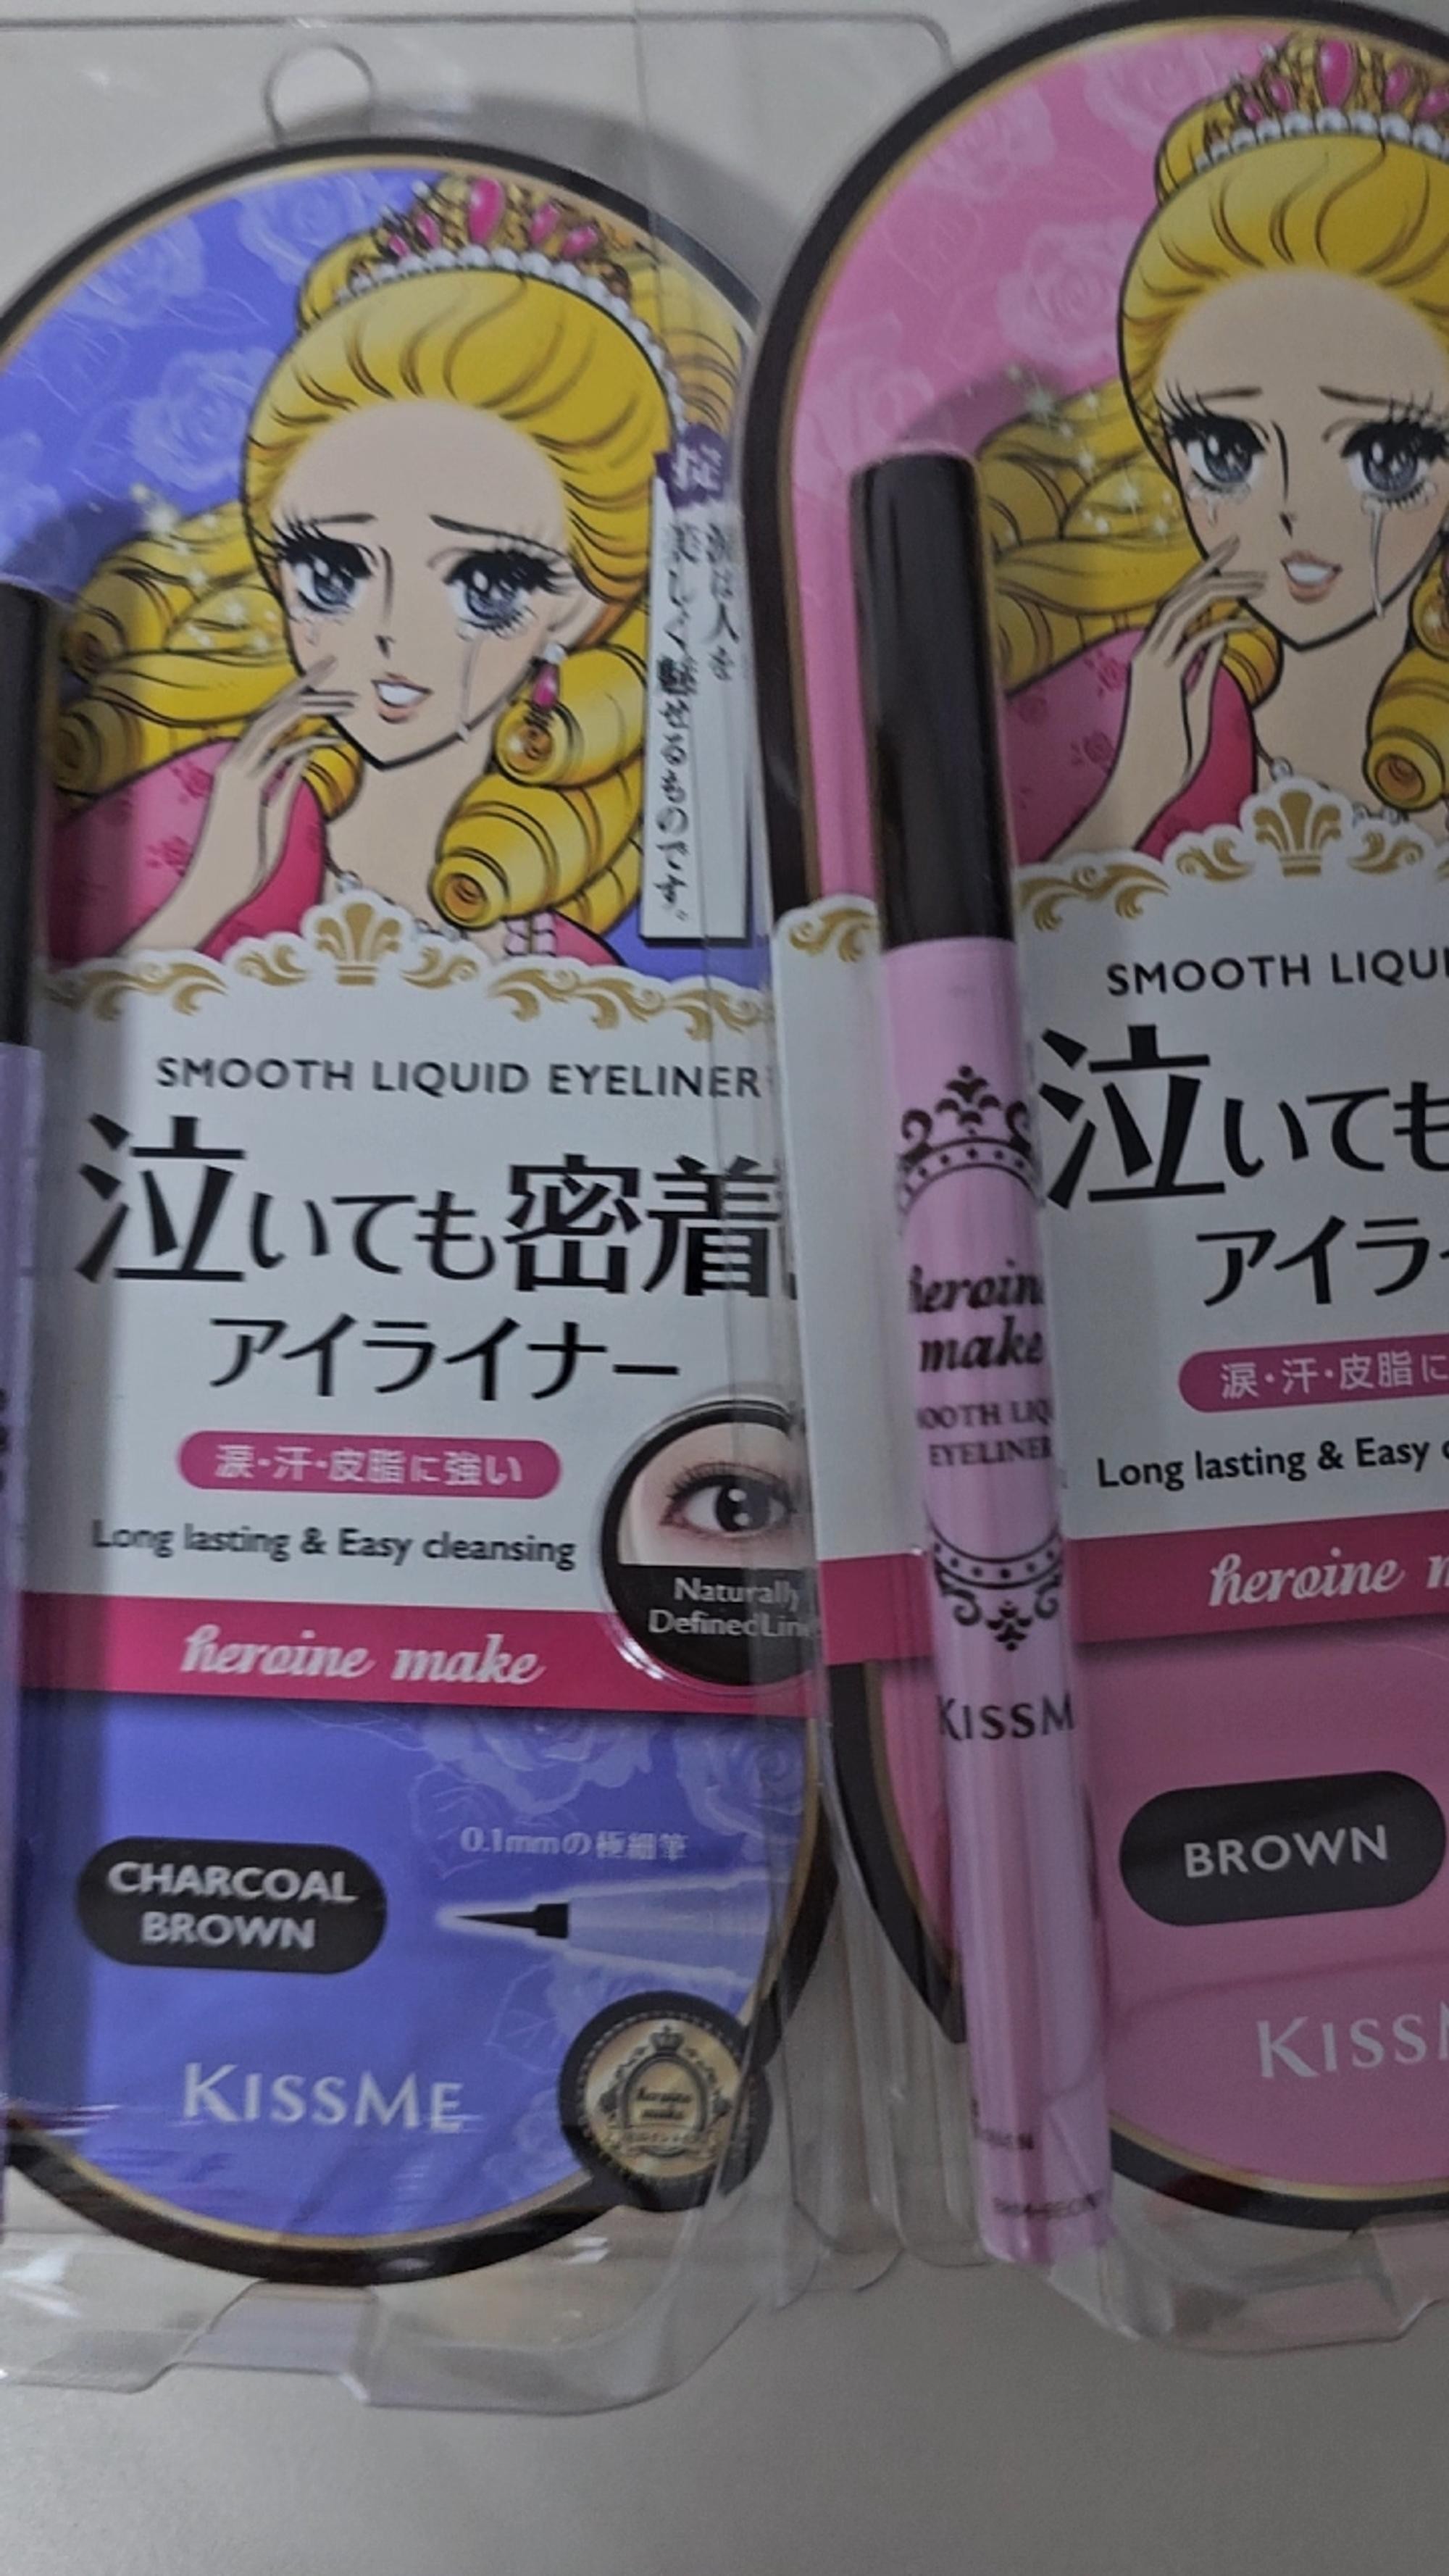 掟
涙は人を
美しく魅せるものです。
SMOOTH LIQUID EYELINER
泣いても密着
アイライナー
涙・汗・皮脂に強い
Long lasting & Easy cleansing
Naturally
Defined Line
heroine make
CHARCOAL
BROWN
0.1mmの極細筆
KISSME
heroine
make
SMOOTH LIQU
泣いても
アイラ
涙・汗・皮脂に
Long lasting & Easy
heroine
BROWN
KISSM
heroin
make
OOTH LIQ
EYELINER
KISSM